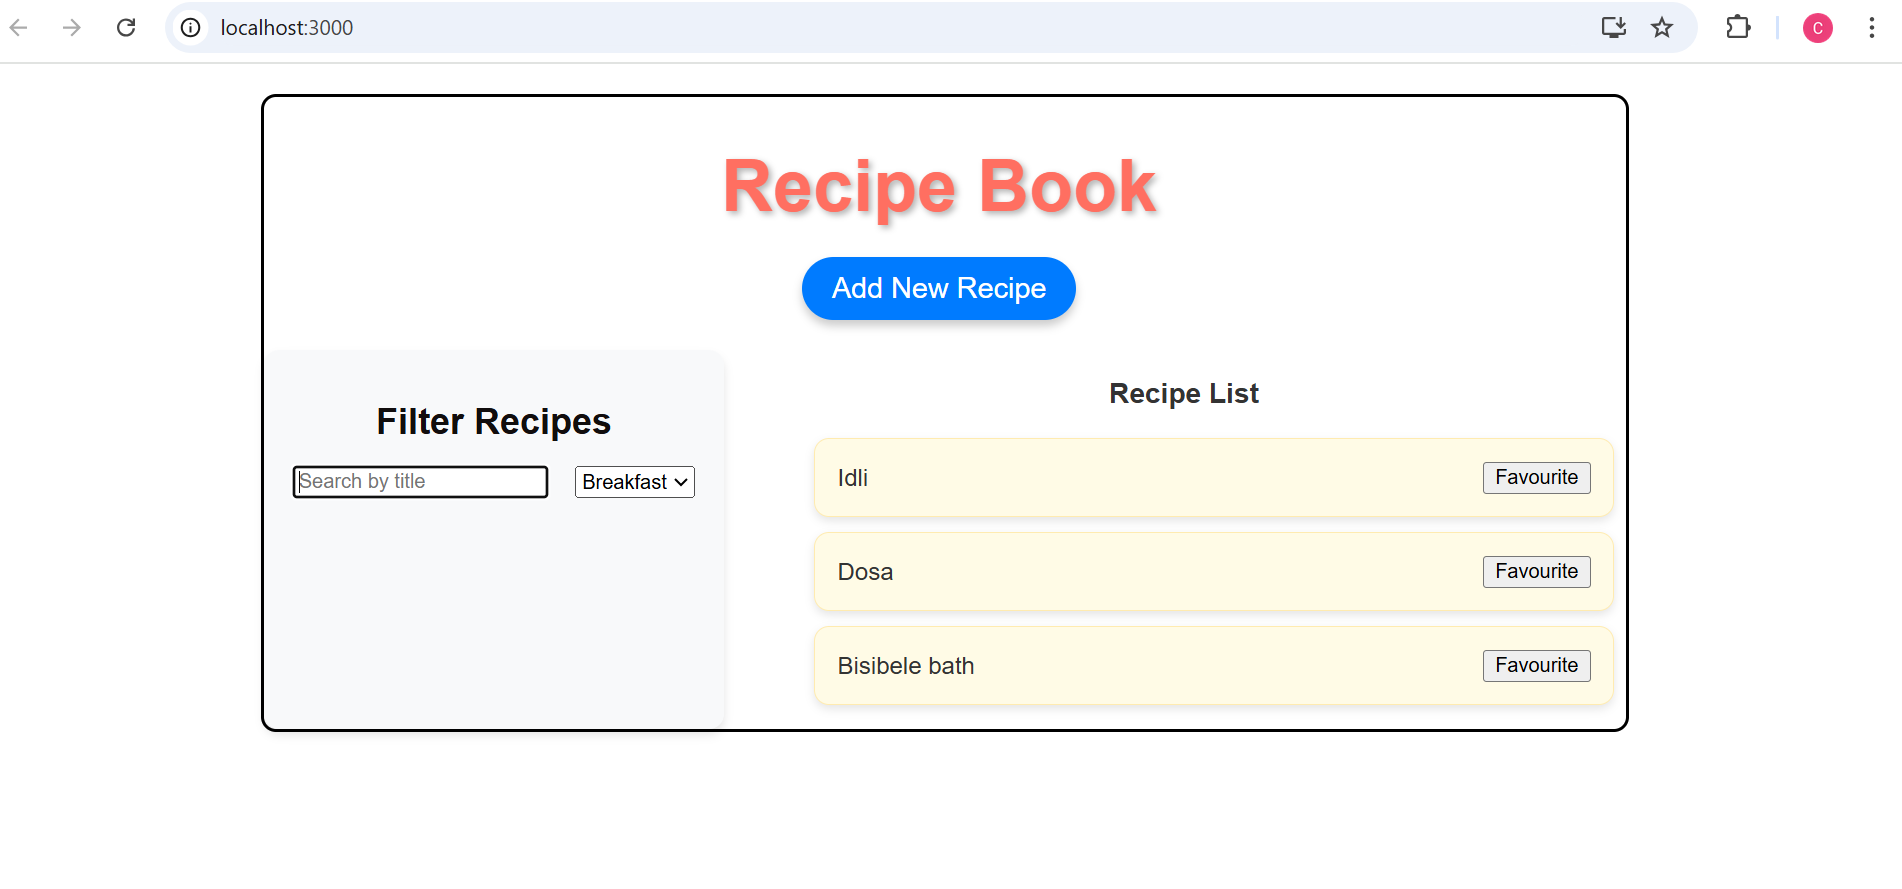 localhost:3000
C
Recipe Book
Add New Recipe
Filter Recipes
Search by title
Breakfast
Recipe List
Idli
Favourite
Dosa
Favourite
Bisibele bath
Favourite